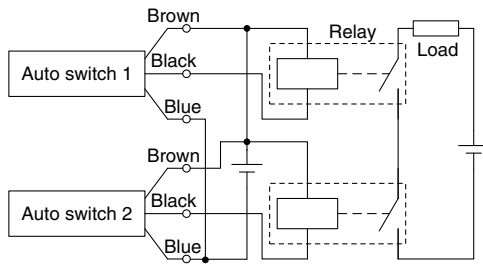 Brown
Relay
Auto switch 1
Black
Load
Blue
Brown
Auto switch 2
Black
Blue